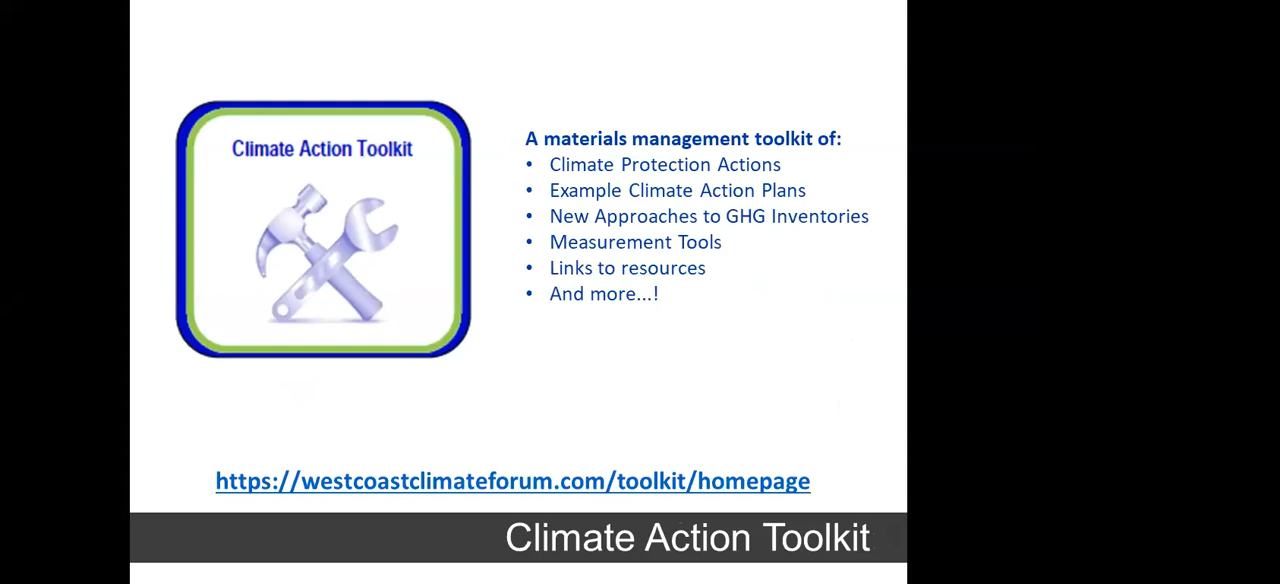 Climate Action Toolkit
A materials management toolkit of:
• Climate Protection Actions
• Example Climate Action Plans
• New Approaches to GHG Inventories
• Measurement Tools
• Links to resources
• And more...!
https://westcoastclimateforum.com/toolkit/homepage
Climate Action Toolkit